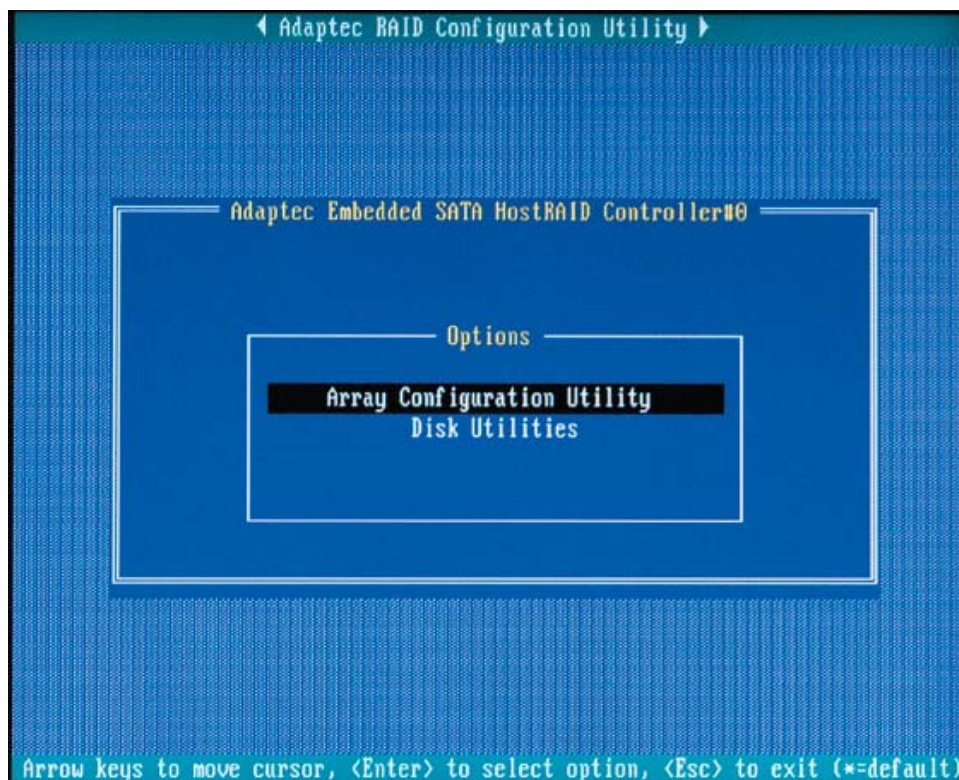 Adaptec RAID Configuration Utility
Adaptec Embedded SATA HostRAID Controller#0
Options
Array Configuration Utility
Disk Utilities
Arrow keys to move cursor, <Enter> to select option, <Esc> to exit (*=default)